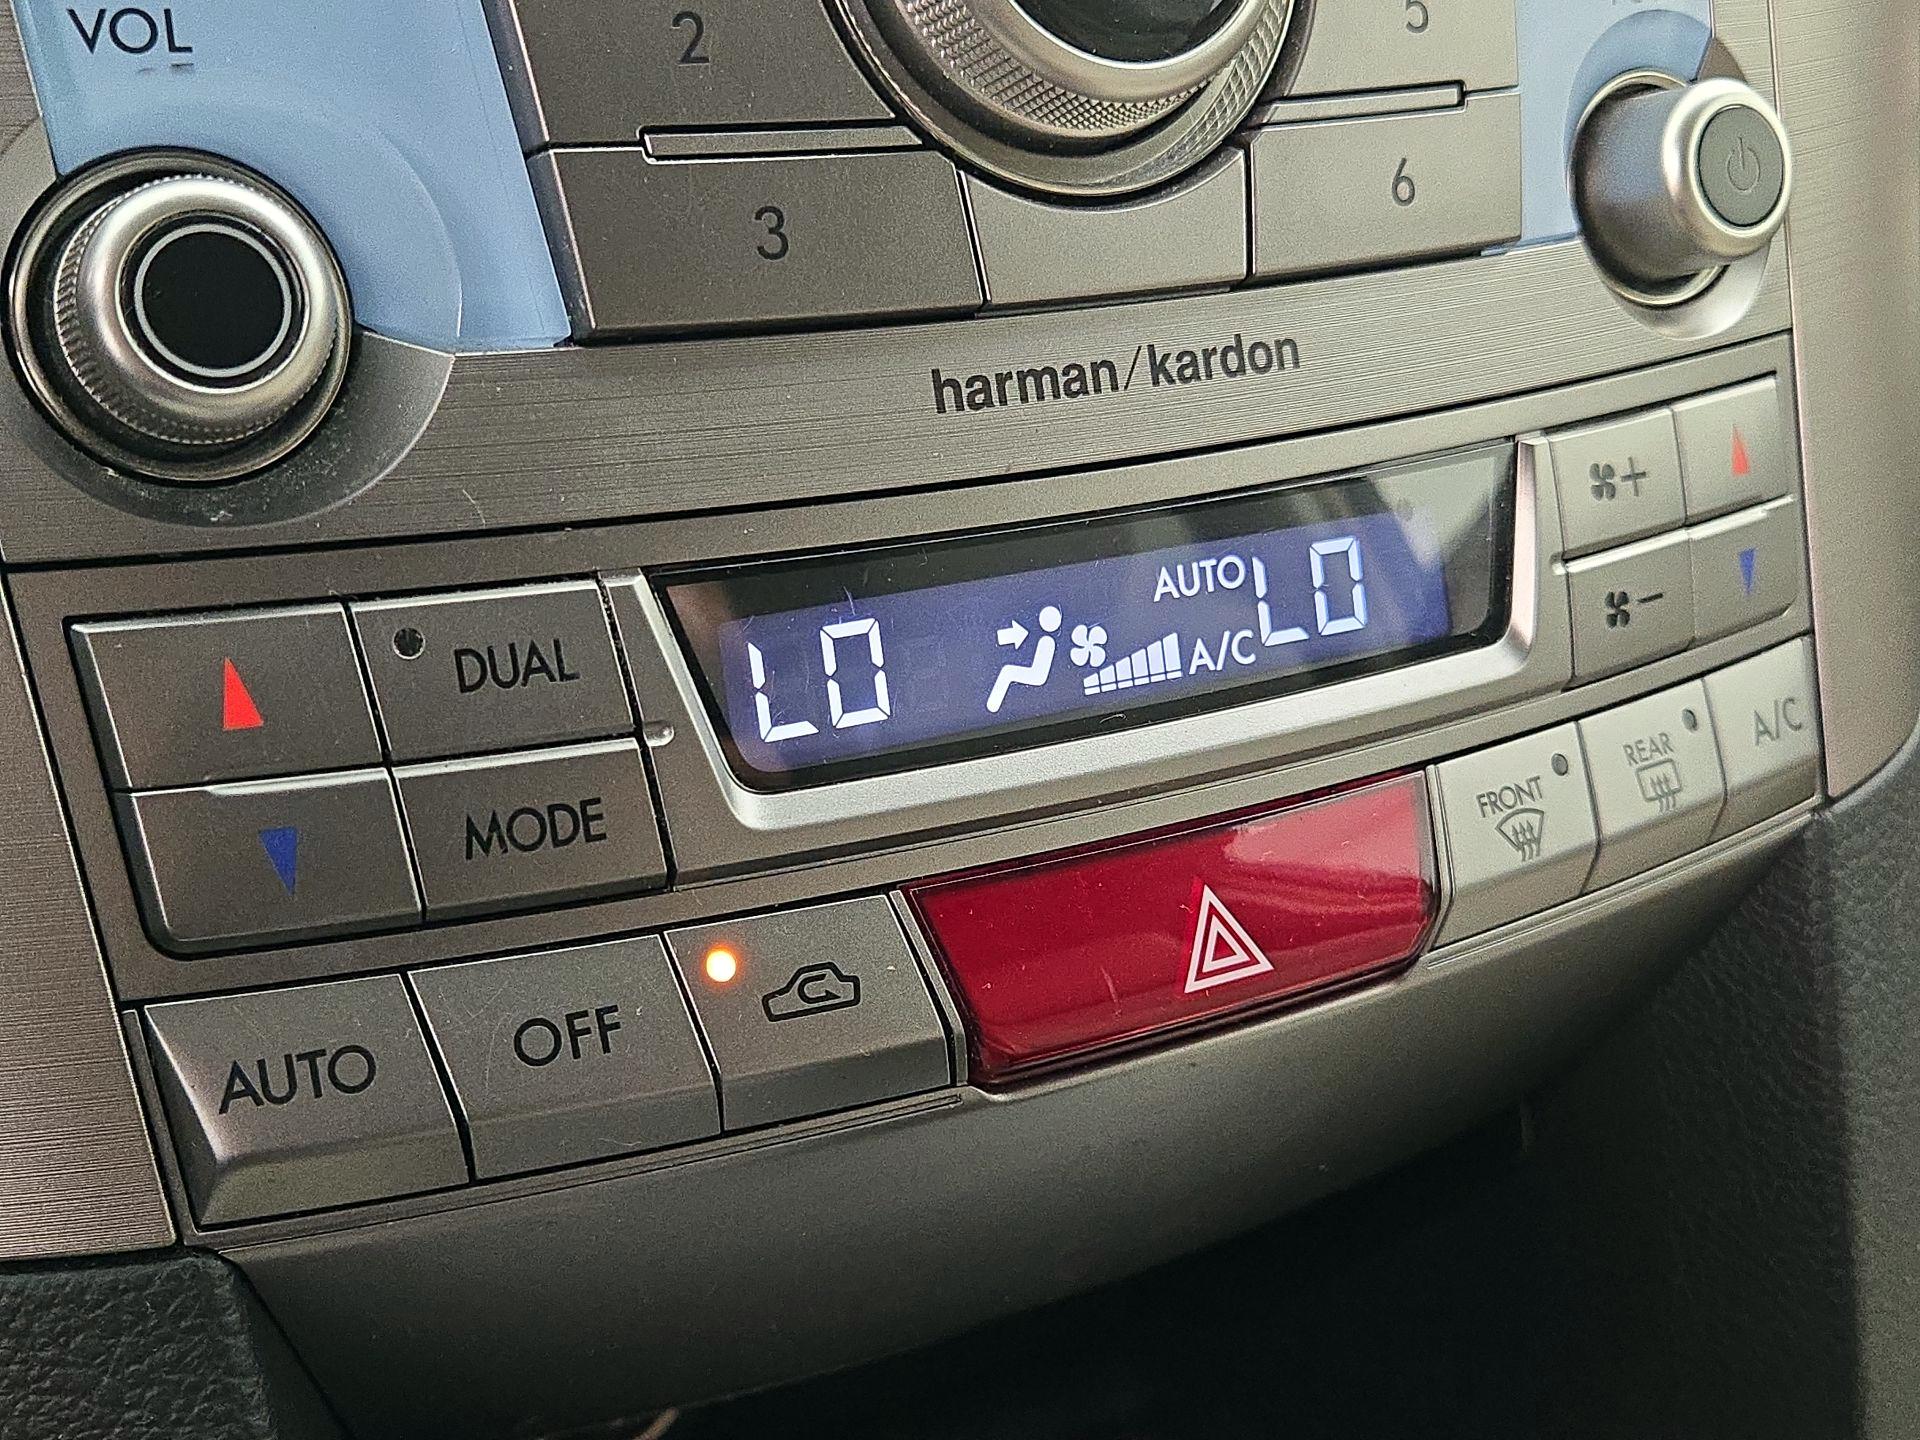 VOL
2
5
3
6
harman/kardon
+
AUTO
LO
LO
A/C
DUAL
-
MODE
FRONT
REAR
A/C
AUTO
OFF